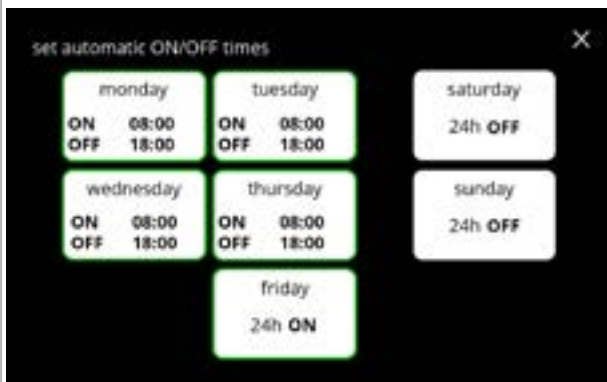 set automatic ON/OFF times
monday
ON 08:00
OFF 18:00
tuesday
ON 08:00
OFF 18:00
saturday
24h OFF
wednesday
ON 08:00
OFF 18:00
thursday
ON 08:00
OFF 18:00
sunday
24h OFF
friday
24h ON